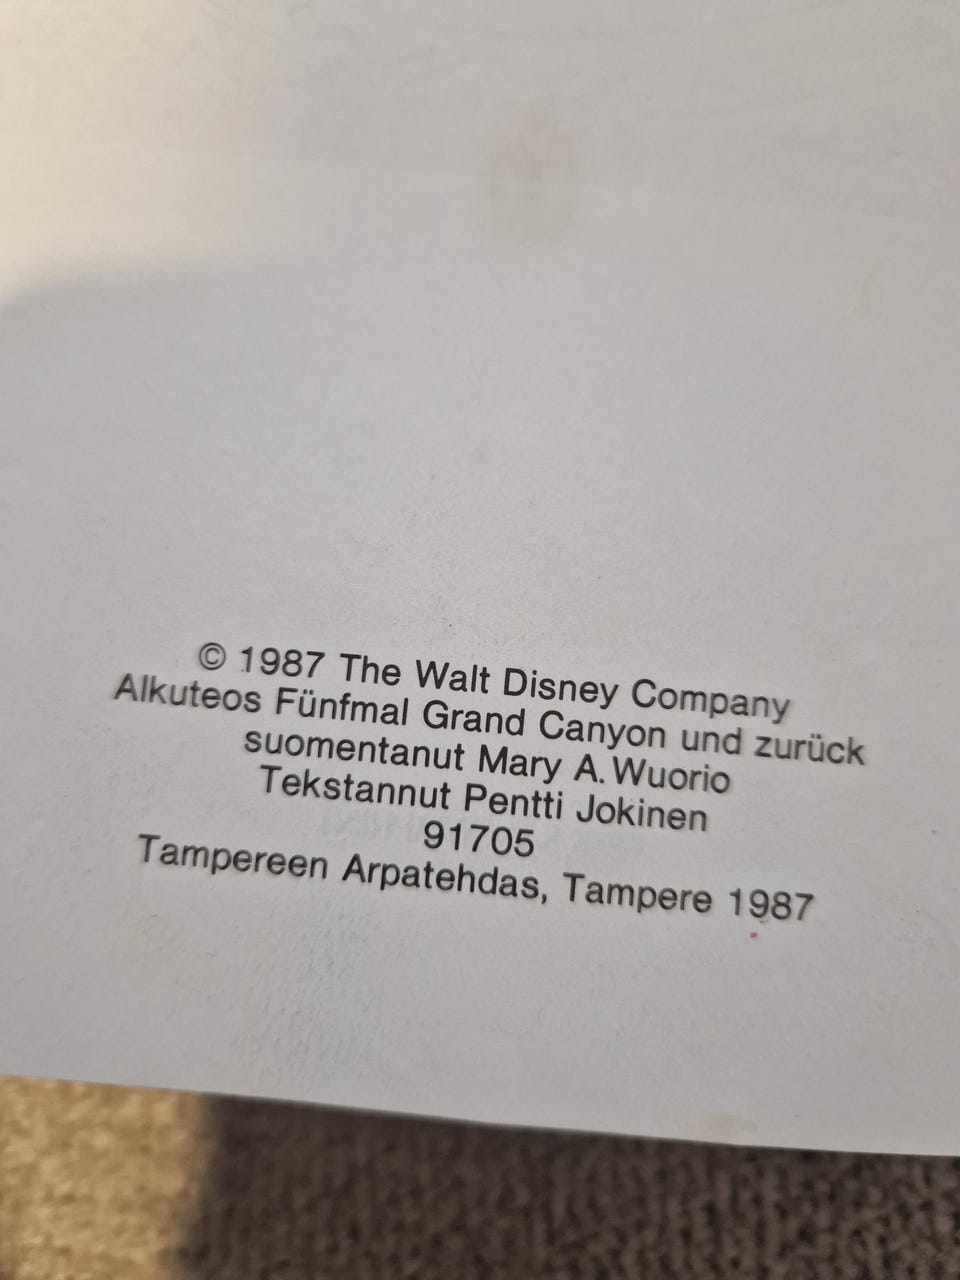 © 1987 The Walt Disney Company
Alkuteos Fünfmal Grand Canyon und zurück
suomentanut Mary A. Wuorio
Tekstannut Pentti Jokinen
91705
Tampereen Arpatehdas, Tampere 1987